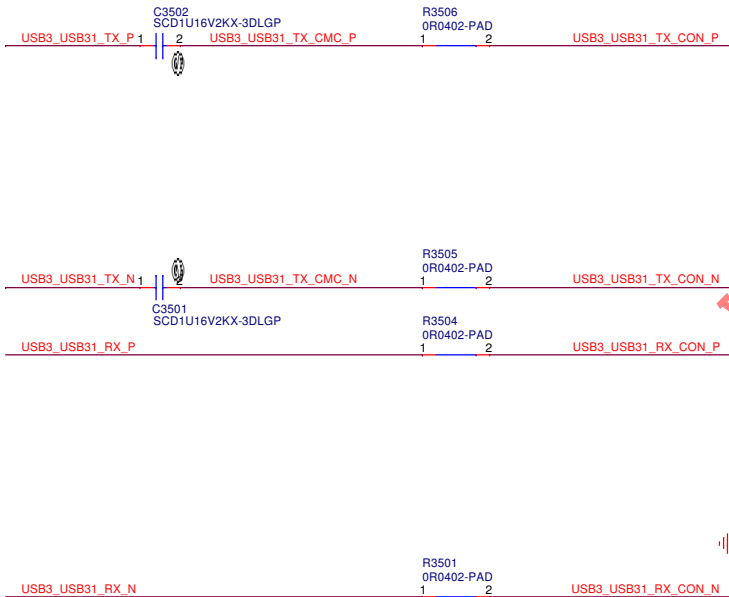 C3502
SCD1U16V2KX-3DLGP
R3506
0R0402-PAD
USB3_USB31_TX_P 1 2 USB3_USB31_TX_CMC_P 1 2 USB3_USB31_TX_CON_P
R3505
0R0402-PAD
USB3_USB31_TX_N 1 2 USB3_USB31_TX_CMC_N 1 2 USB3_USB31_TX_CON_N
C3501
SCD1U16V2KX-3DLGP
R3504
0R0402-PAD
USB3_USB31_RX_P 1 2 USB3_USB31_RX_CON_P
R3501
0R0402-PAD
USB3_USB31_RX_N 1 2 USB3_USB31_RX_CON_N